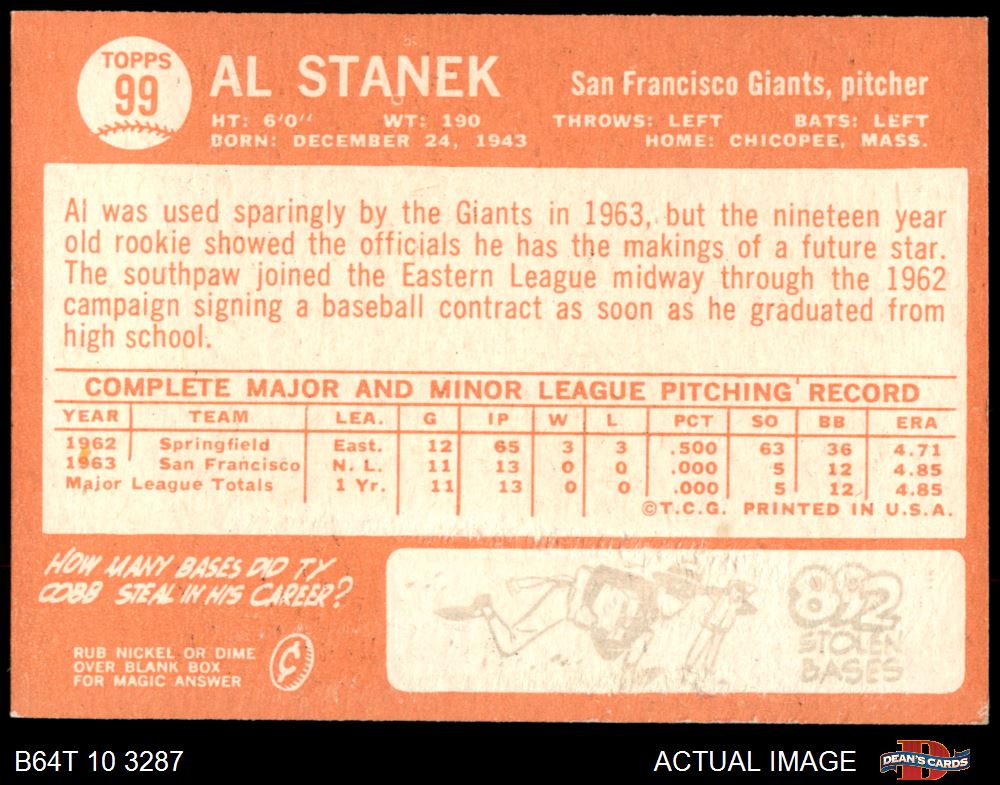 TOPPS
99
AL STANEK
San Francisco Giants, pitcher
HT: 6'0" WT: 190 THROWS: LEFT BATS: LEFT
BORN: DECEMBER 24, 1943 HOME: CHICOPEE, MASS.
Al was used sparingly by the Giants in 1963, but the nineteen year
old rookie showed the officials he has the makings of a future star.
The southpaw joined the Eastern League midway through the 1962
campaign signing a baseball contract as soon as he graduated from
high school.
COMPLETE MAJOR AND MINOR LEAGUE PITCHING RECORD
YEAR TEAM LEA. G IP W L PCT SO BB ERA
1962 Springfield East. 12 65 3 3 .500 63 36 4.71
1963 San Francisco N. L. 11 13 0 0 .000 5 12 4.85
Major League Totals 1 Yr. 11 13 0 0 .000 5 12 4.85
©T.C.G. PRINTED IN U.S.A.
HOW MANY BASES DID TY
COBB STEAL IN HIS CAREER?
RUB NICKEL OR DIME
OVER BLANK BOX
FOR MAGIC ANSWER
¢
892
STOLEN
BASES
B64T 10 3287 ACTUAL IMAGE
D
DEAN'S CARDS